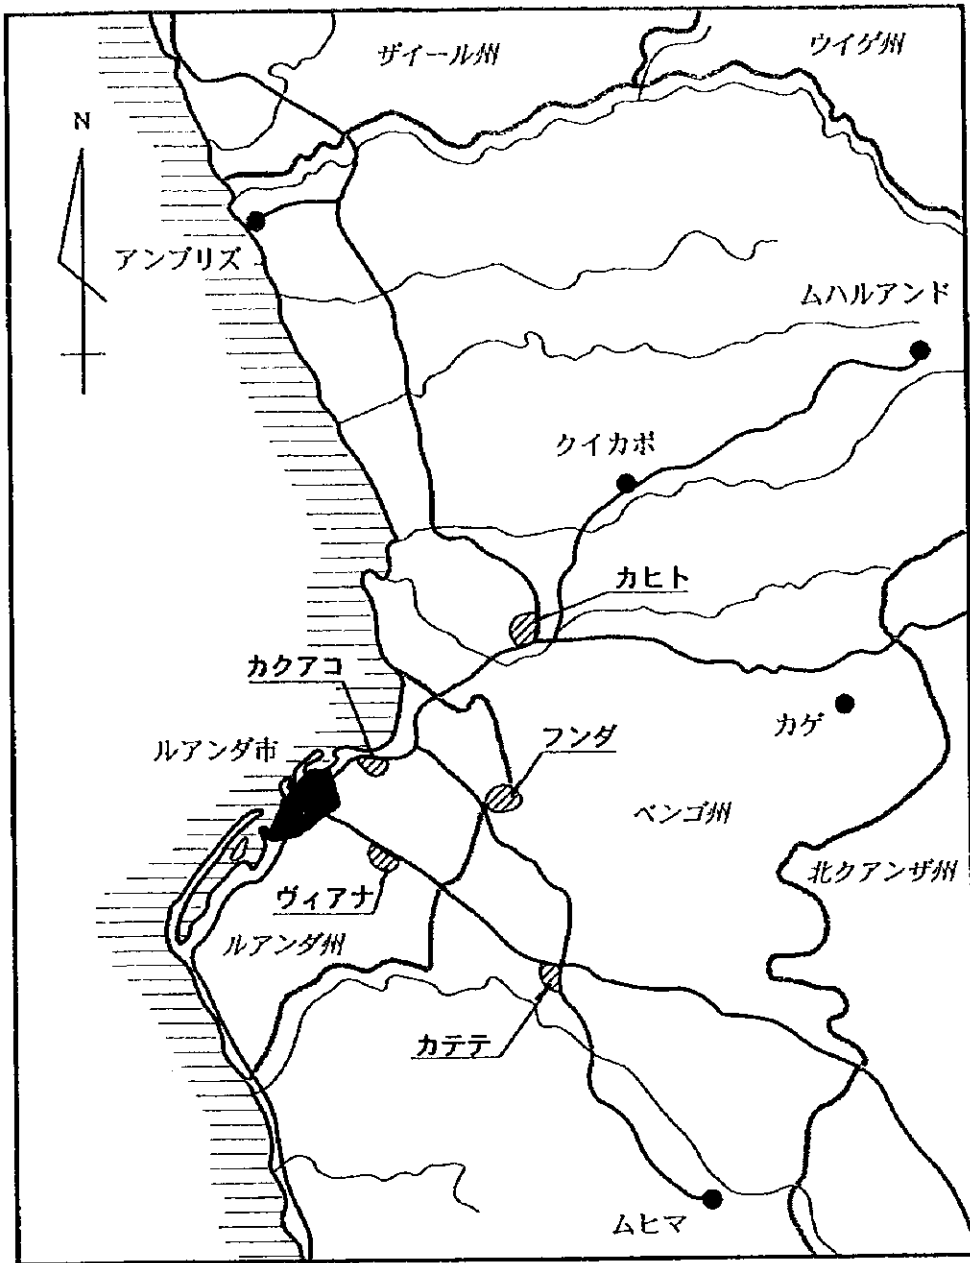 ザイール州
ウイゲ州
N
アンブリズ
ムハルアンド
クイカボ
カヒト
カクアコ
カゲ
ルアンダ市
フンダ
ベンゴ州
北クアンザ州
ヴィアナ
ルアンダ州
カテテ
ムヒマ